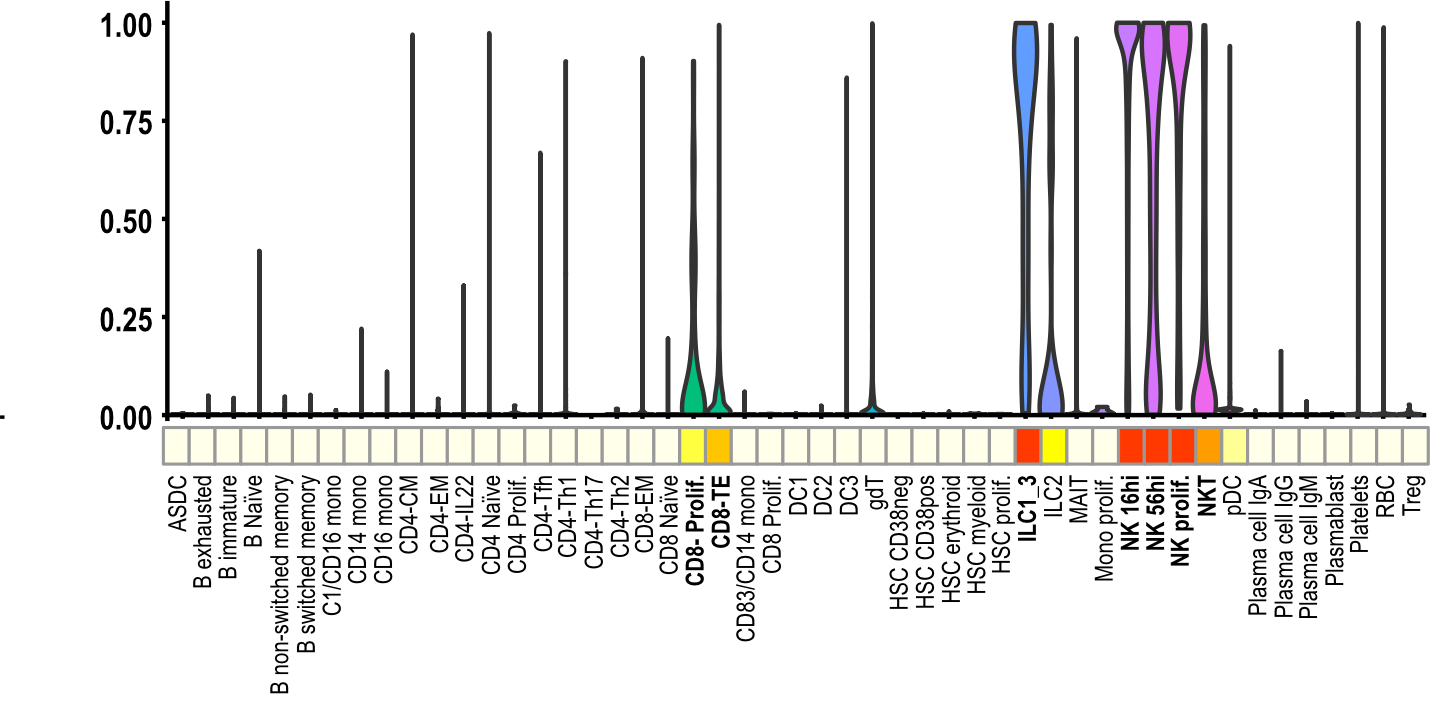 1.00
0.75
0.50
0.25
0.00
ASDC
B exhausted
B immature
B Naïve
B non-switched memory
B switched memory
C1/CD16 mono
CD14 mono
CD16 mono
CD4-CM
CD4-EM
CD4-IL22
CD4 Naïve
CD4 Prolif.
CD4-Tfh
CD4-Th1
CD4-Th17
CD4-Th2
CD8-EM
CD8 Naïve
CD8- Prolif.
CD8-TE
CD83/CD14 mono
CD8 Prolif.
DC1
DC2
DC3
gdT
HSC CD38neg
HSC CD38pos
HSC erythroid
HSC myeloid
HSC prolif.
ILC1_3
ILC2
MAIT
Mono prolif.
NK 16hi
NK 56hi
NK prolif.
NKT
pDC
Plasma cell IgA
Plasma cell IgG
Plasma cell IgM
Plasmablast
Platelets
RBC
Treg